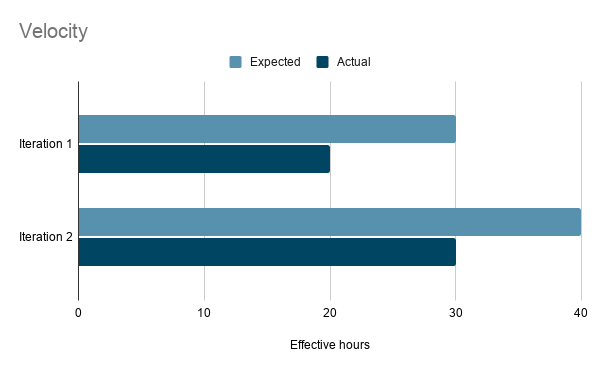 Velocity
Expected Actual
Iteration 1
Iteration 2
0 10 20 30 40
Effective hours